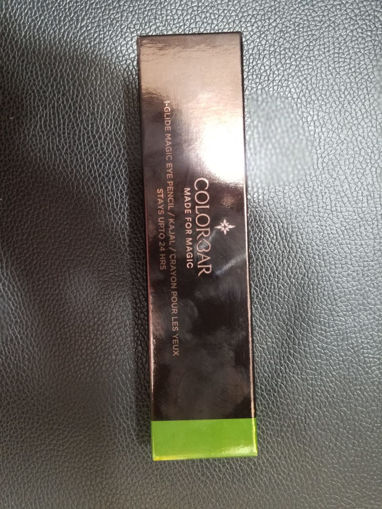 COLORBAR
MADE FOR MAGIC
I-GLIDE MAGIC EYE PENCIL / KAJAL / CRAYON POUR LES YEUX
STAYS UPTO 24 HRS